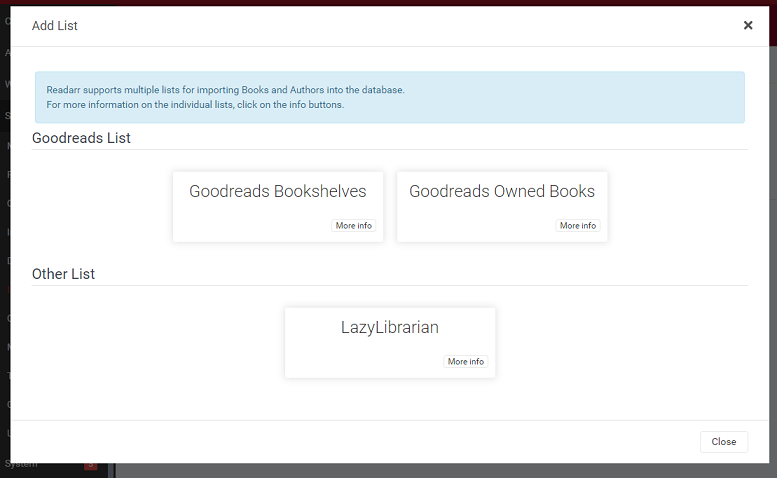 Add List
Readarr supports multiple lists for importing Books and Authors into the database.
For more information on the individual lists, click on the info buttons.
Goodreads List
Goodreads Bookshelves
More info
Goodreads Owned Books
More info
Other List
LazyLibrarian
More info
Close
System